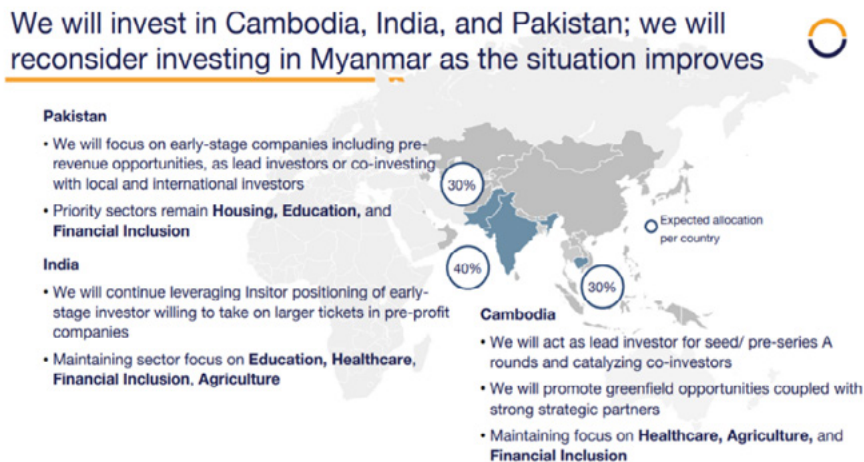 We will invest in Cambodia, India, and Pakistan; we will
reconsider investing in Myanmar as the situation improves
Pakistan
• We will focus on early-stage companies including pre-
revenue opportunities, as lead investors or co-investing
with local and international investors
• Priority sectors remain Housing, Education, and
Financial Inclusion
India
• We will continue leveraging Insitor positioning of early-
stage investor willing to take on larger tickets in pre-profit
companies
• Maintaining sector focus on Education, Healthcare,
Financial Inclusion, Agriculture
30%
40%
30%
Expected allocation
per country
Cambodia
• We will act as lead investor for seed/ pre-series A
rounds and catalyzing co-investors
• We will promote greenfield opportunities coupled with
strong strategic partners
• Maintaining focus on Healthcare, Agriculture, and
Financial Inclusion